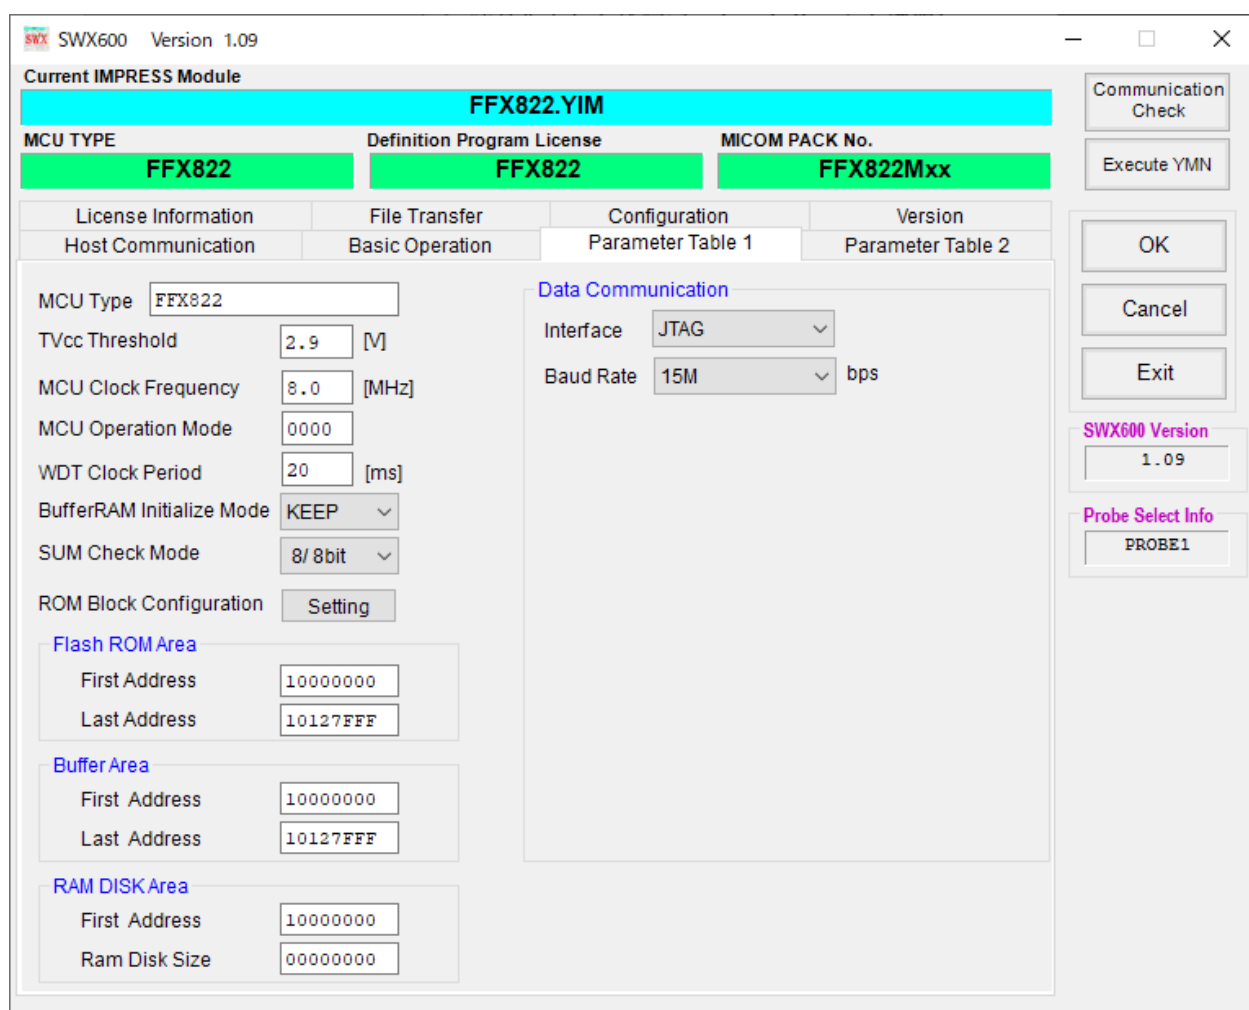 SWX SWX600 Version 1.09
Current IMPRESS Module
FFX822.YIM
MCU TYPE Definition Program License MICOM PACK No.
FFX822 FFX822 FFX822Mxx
Communication
Check
Execute YMN
License Information File Transfer Configuration Version
Host Communication Basic Operation Parameter Table 1 Parameter Table 2
OK
Cancel
Exit
SWX600 Version
1.09
Probe Select Info
PROBE1
MCU Type FFX822
TVcc Threshold 2.9 [V]
MCU Clock Frequency 8.0 [MHz]
MCU Operation Mode 0000
WDT Clock Period 20 [ms]
BufferRAM Initialize Mode KEEP
SUM Check Mode 8/ 8bit
ROM Block Configuration Setting
Flash ROM Area
First Address 10000000
Last Address 10127FFF
Buffer Area
First Address 10000000
Last Address 10127FFF
RAM DISK Area
First Address 10000000
Ram Disk Size 00000000
Data Communication
Interface JTAG
Baud Rate 15M bps